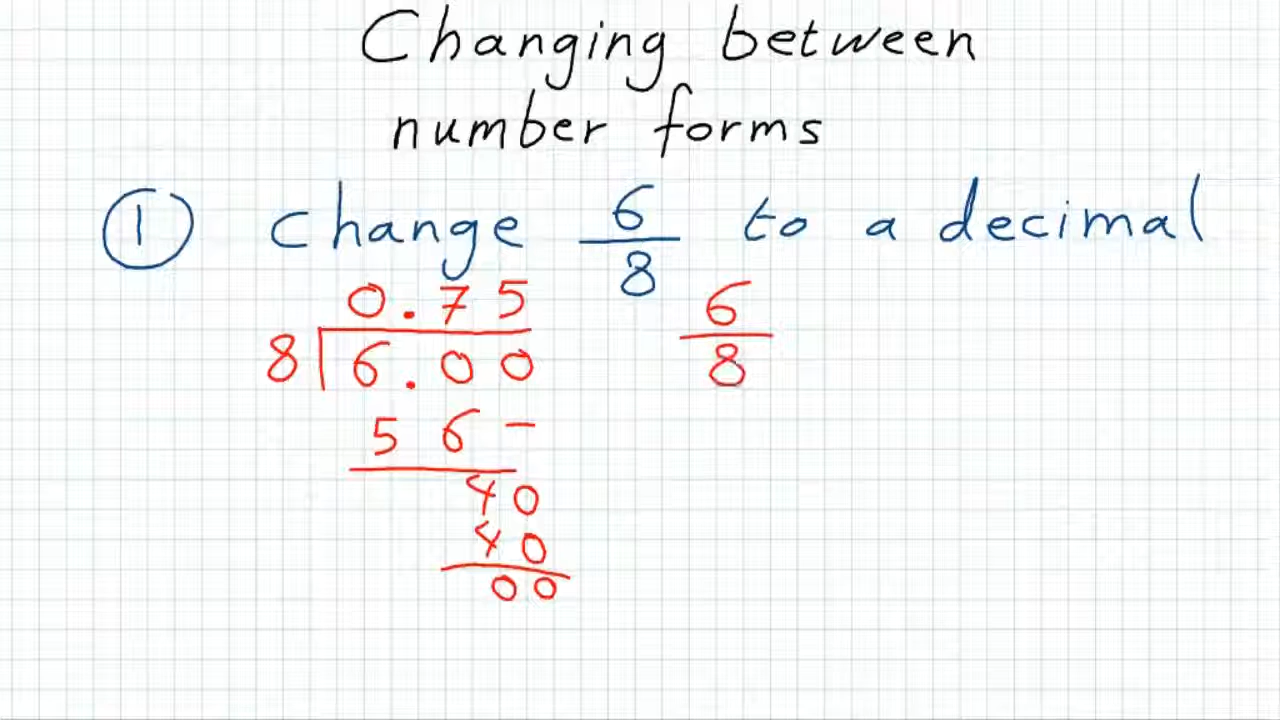 Changing between
number forms
① Change 6/8 to a decimal
0.75
8 | 6.00
6/8
56 –
40
40
00